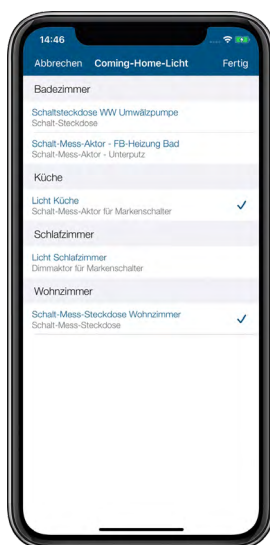 14:46
Abbrechen Coming-Home-Licht Fertig
Badezimmer
Schaltsteckdose WW Umwälzpumpe
Schalt-Steckdose
Schalt-Mess-Aktor - FB-Heizung Bad
Schalt-Mess-Aktor - Unterputz
Küche
Licht Küche
Schalt-Mess-Aktor für Markenschalter
Schlafzimmer
Licht Schlafzimmer
Dimmaktor für Markenschalter
Wohnzimmer
Schalt-Mess-Steckdose Wohnzimmer
Schalt-Mess-Steckdose